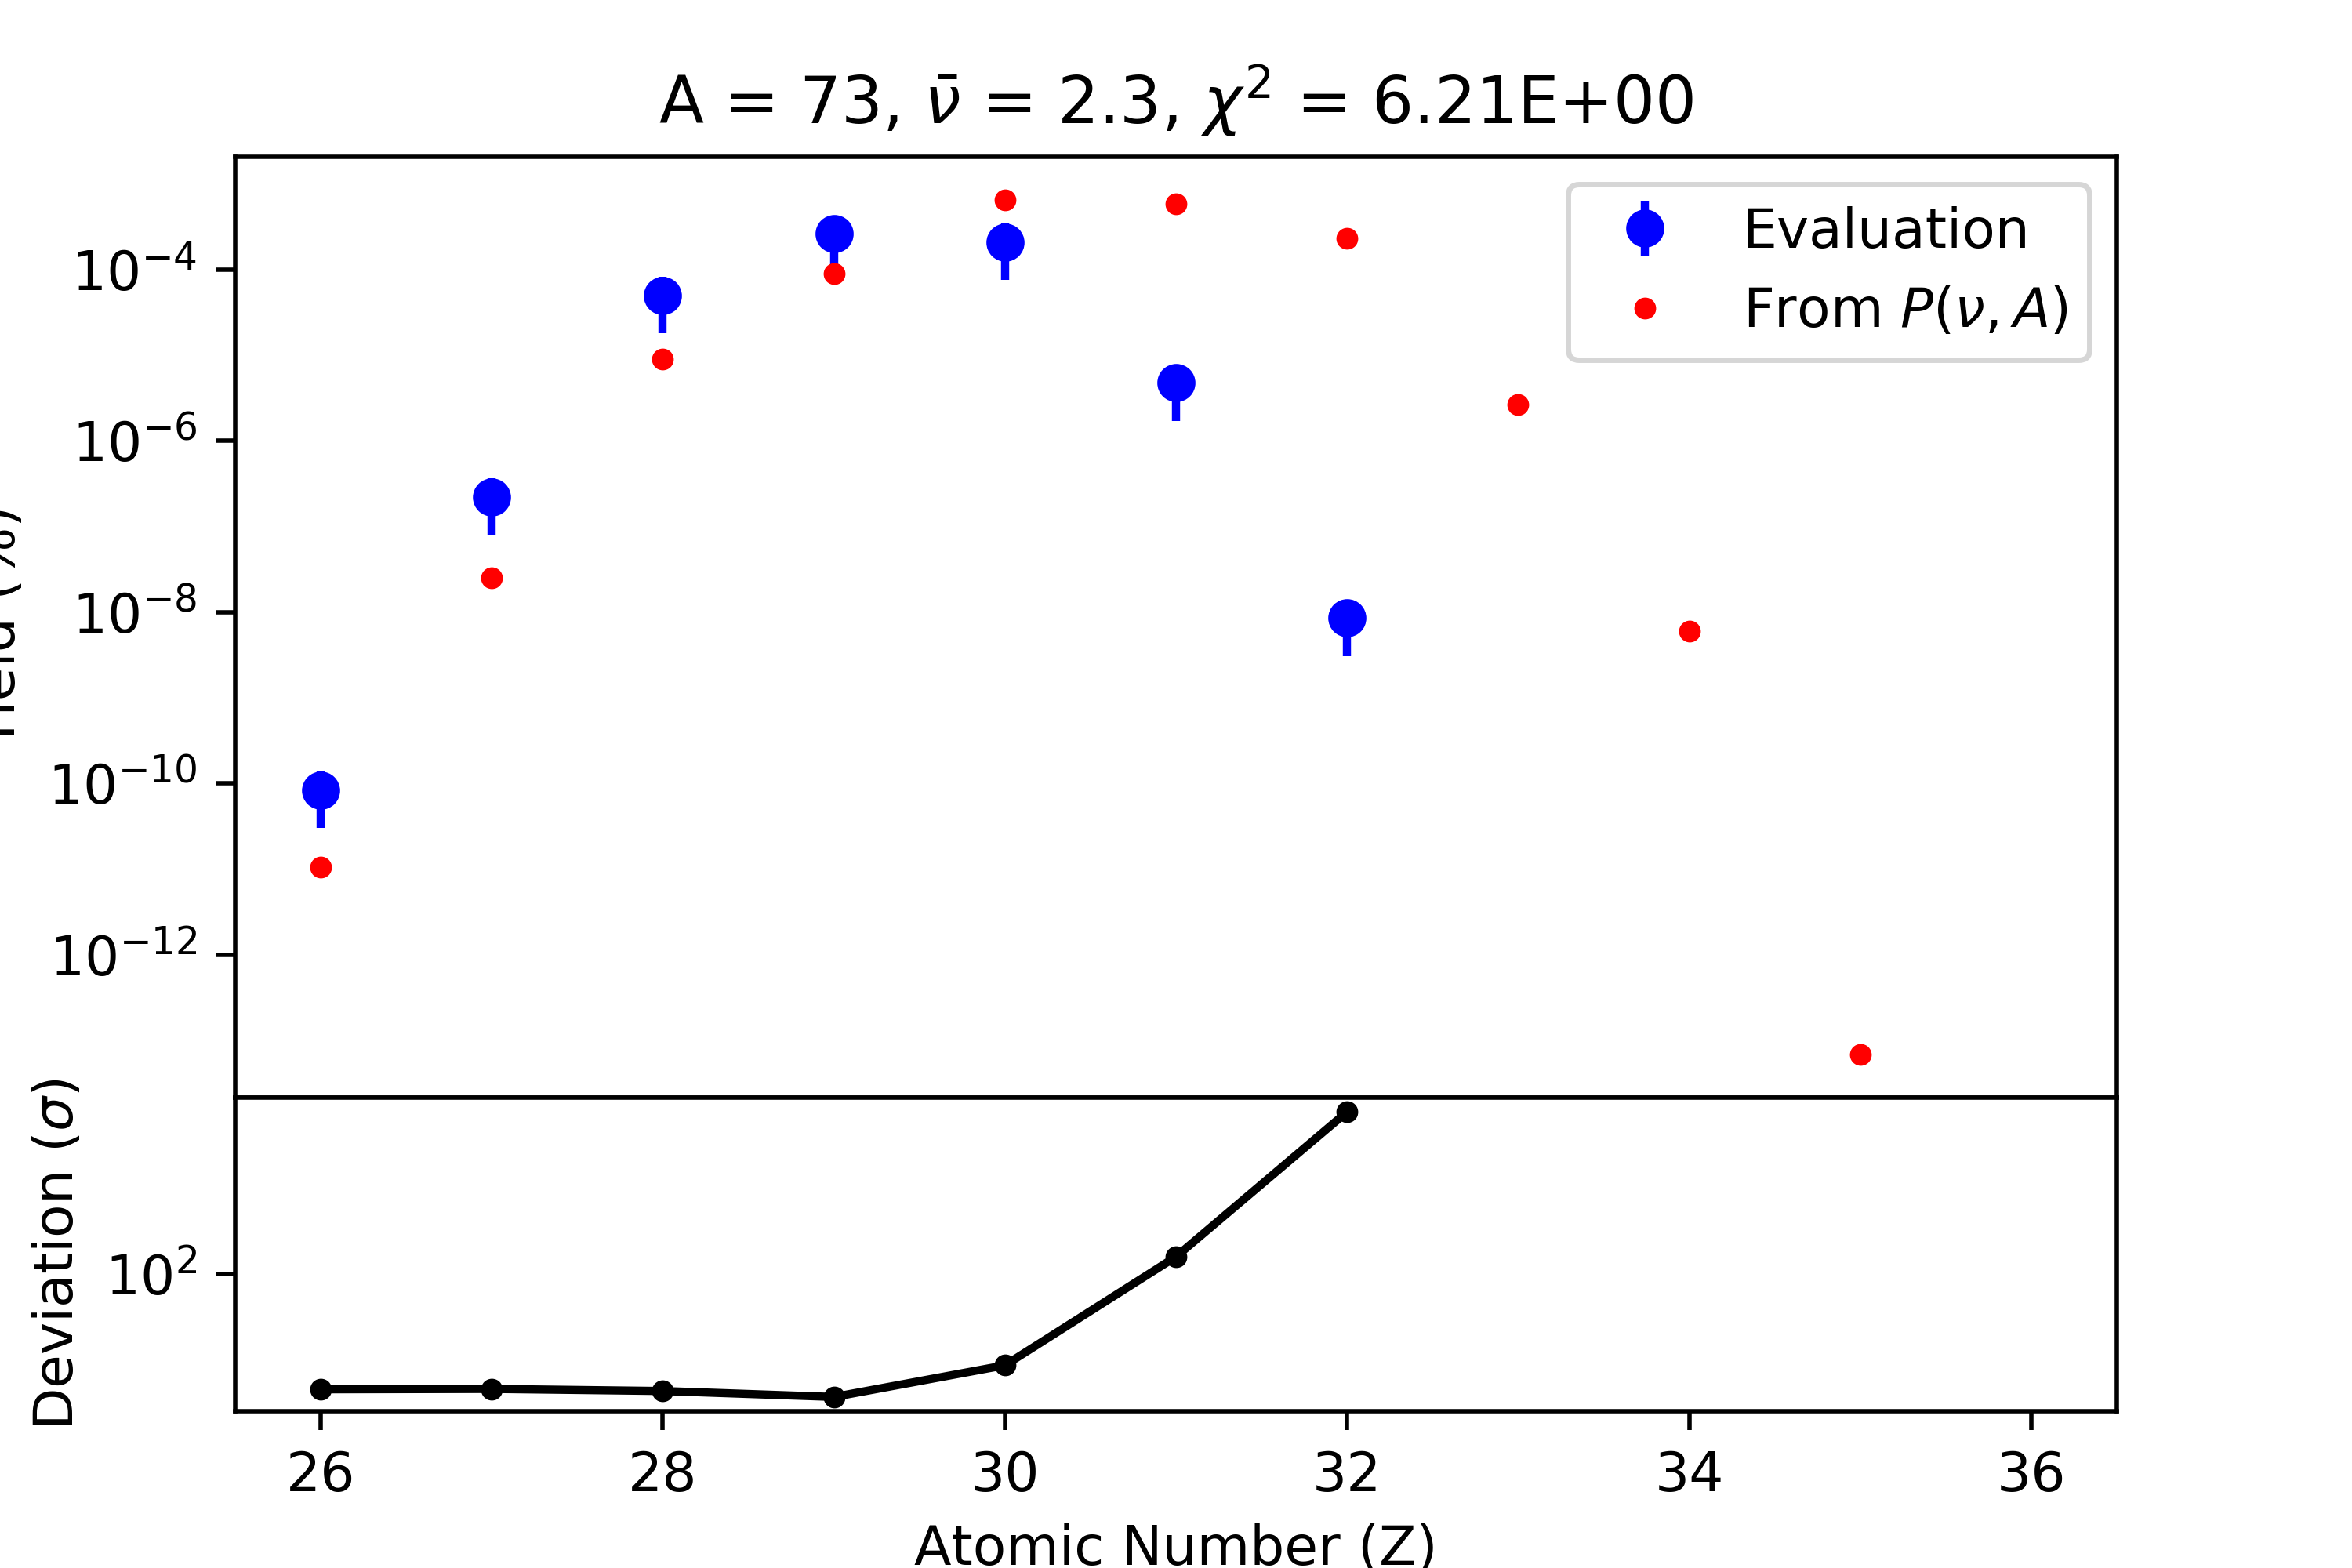 A = 73, ν̄ = 2.3, χ² = 6.21E+00
Evaluation
From P(ν, A)
10⁻⁴
10⁻⁶
10⁻⁸
10⁻¹⁰
10⁻¹²
(%)
Deviation (σ)
10²
26 28 30 32 34 36
Atomic Number (Z)